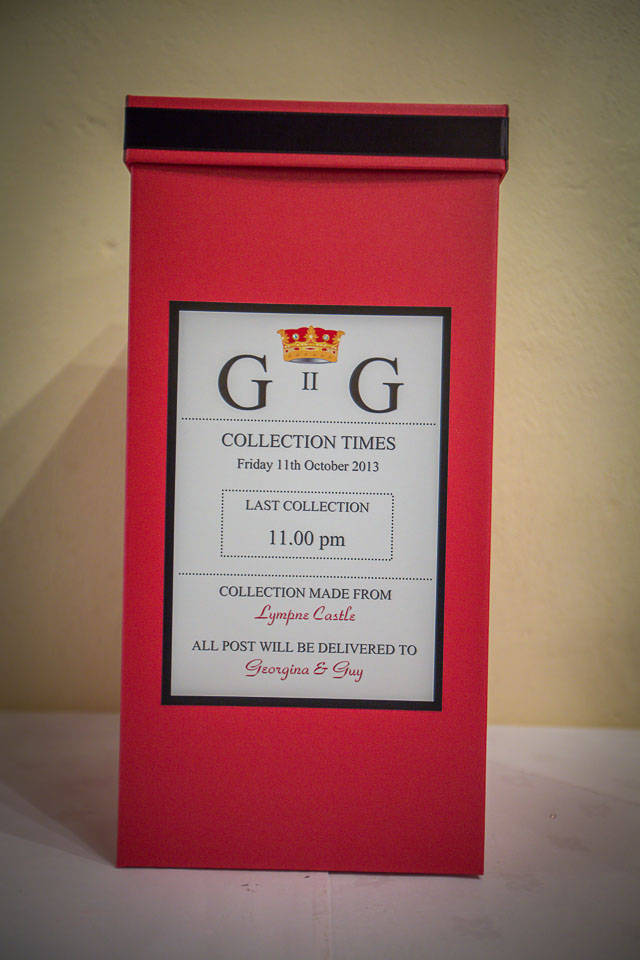 G II G
COLLECTION TIMES
Friday 11th October 2013
LAST COLLECTION
11.00 pm
COLLECTION MADE FROM
Lympne Castle
ALL POST WILL BE DELIVERED TO
Georgina & Guy